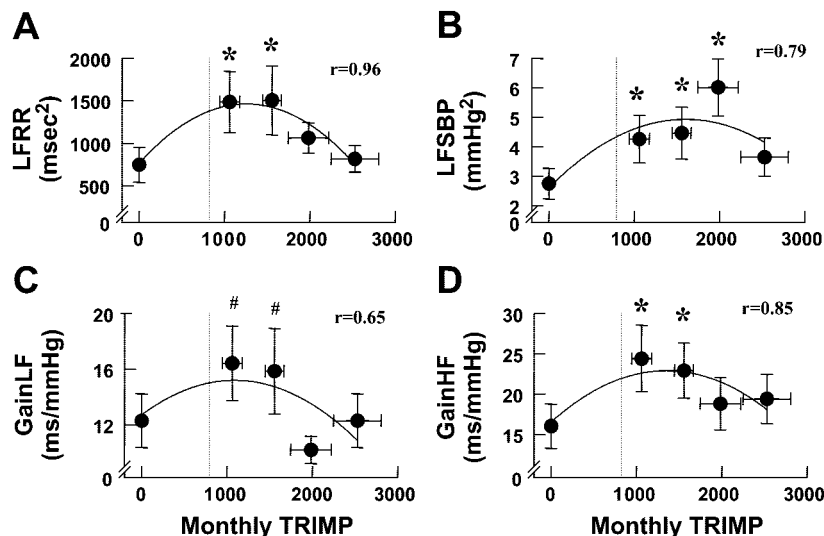 A
LFRR
(msec²)
2000
1500
1000
500
0
* *
r=0.96
0 1000 2000 3000
B
LFSBP
(mmHg²)
7
6
5
4
3
2
0
* * *
r=0.79
0 1000 2000 3000
C
GainLF
(ms/mmHg)
20
16
12
0
# #
r=0.65
0 1000 2000 3000
Monthly TRIMP
D
GainHF
(ms/mmHg)
30
25
20
15
0
* *
r=0.85
0 1000 2000 3000
Monthly TRIMP